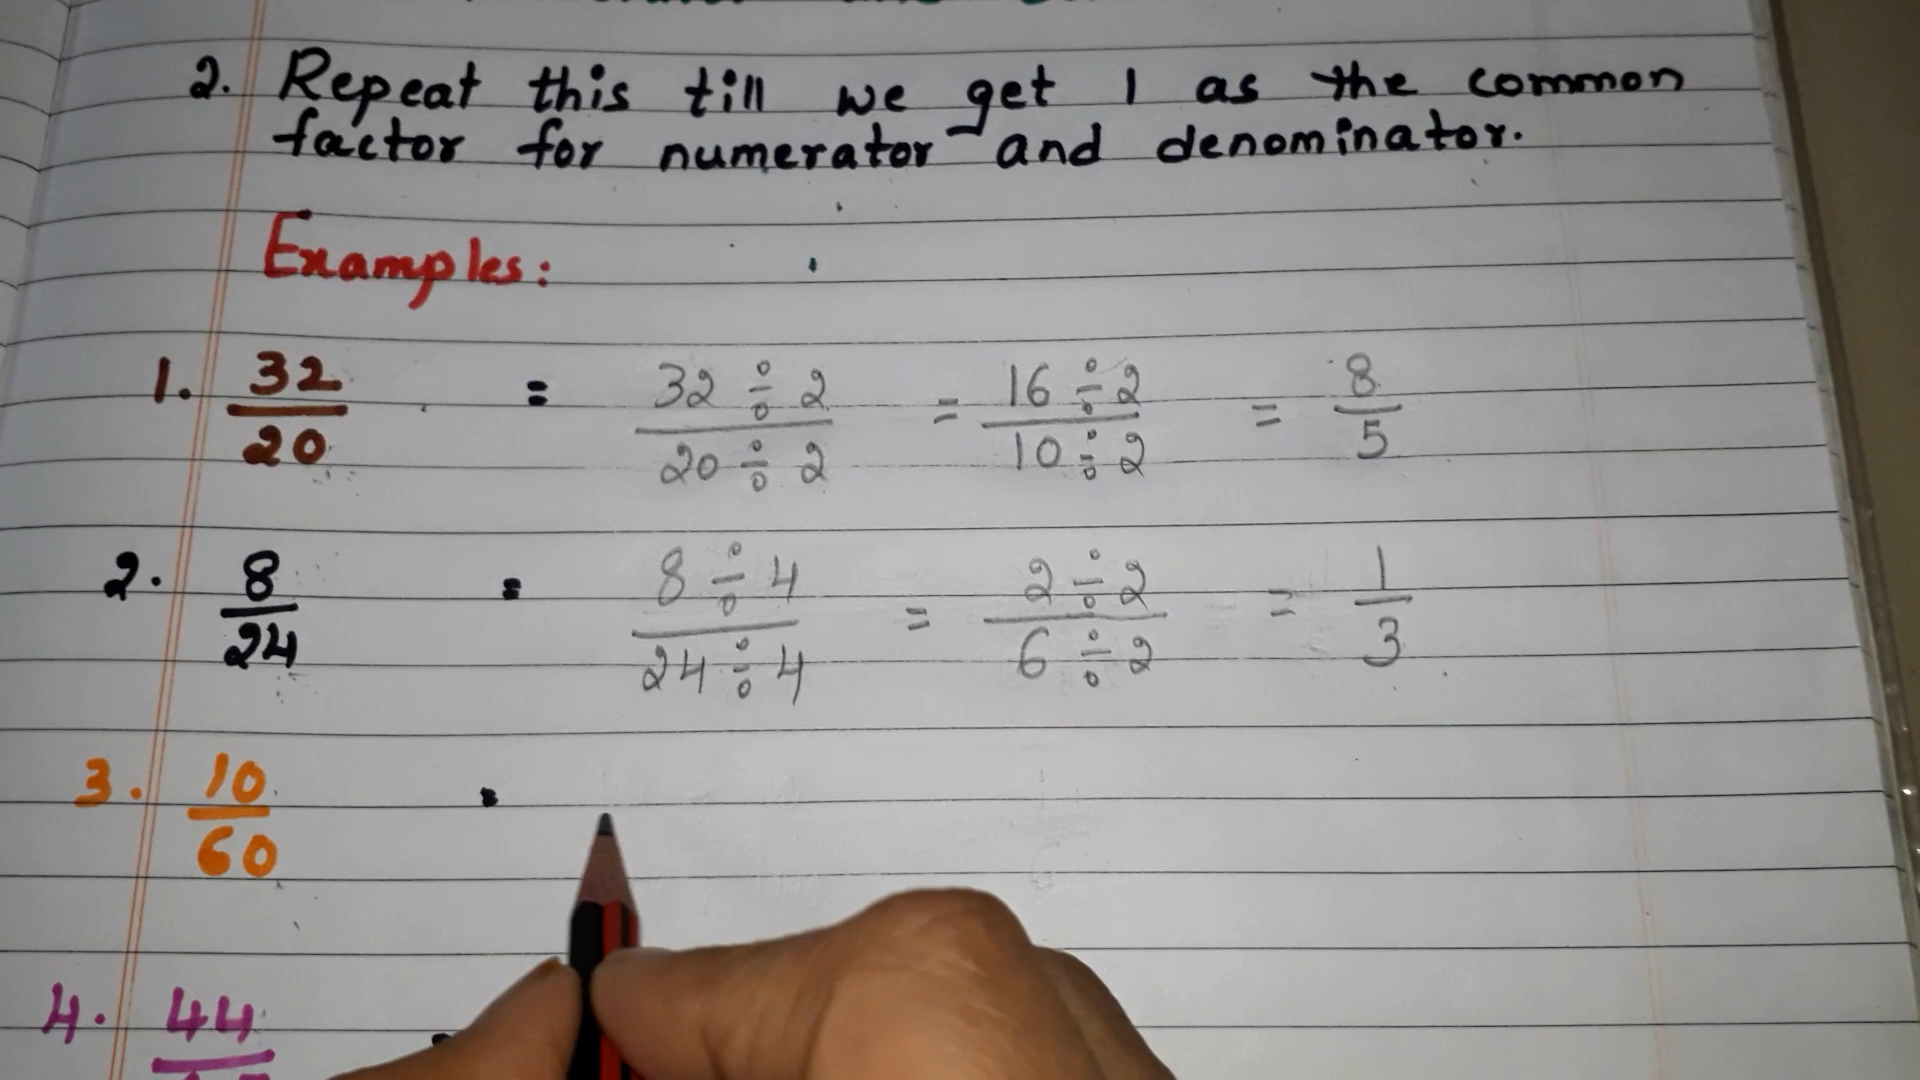 2. Repeat this till we get 1 as the common
factor for numerator and denominator.
Examples:
1. 32/20 = 32 ÷ 2/20 ÷ 2 = 16 ÷ 2/10 ÷ 2 = 8/5
2. 8/24 = 8 ÷ 4/24 ÷ 4 = 2 ÷ 2/6 ÷ 2 = 1/3
3. 10/60
4. 44